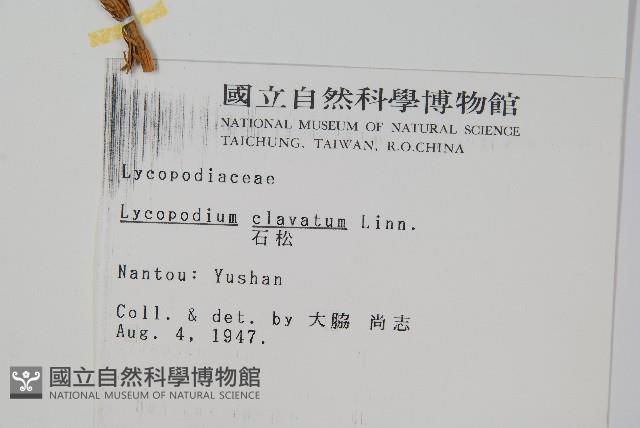 國立自然科學博物館
NATIONAL MUSEUM OF NATURAL SCIENCE
TAICHUNG, TAIWAN, R.O.CHINA
Lycopodiaceae
Lycopodium clavatum Linn.
石松
Nantou: Yushan
Coll. & det. by 大脇 尚志
Aug. 4, 1947.
國立自然科學博物館
NATIONAL MUSEUM OF NATURAL SCIENCE